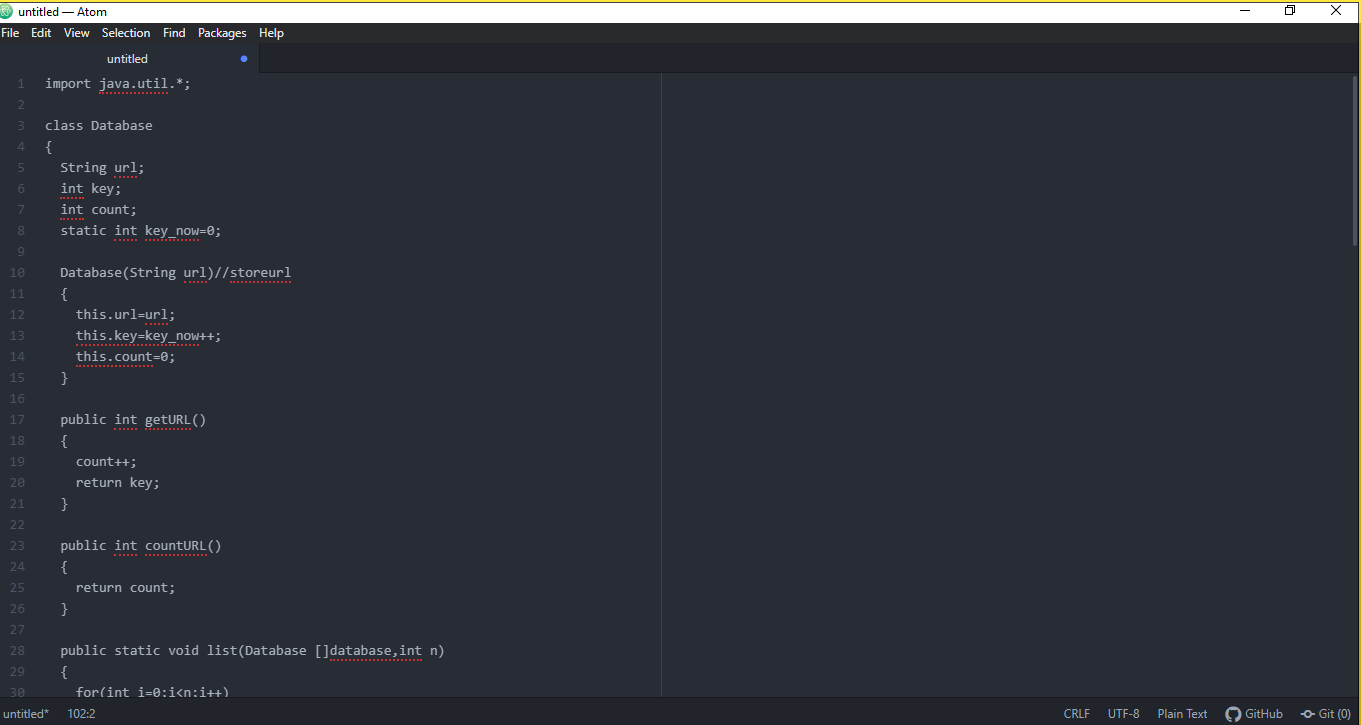 untitled — Atom
File Edit View Selection Find Packages Help
untitled
1 import java.util.*;
2
3 class Database
4 {
5 String url;
6 int key;
7 int count;
8 static int key_now=0;
9
10 Database(String url)//storeurl
11 {
12 this.url=url;
13 this.key=key_now++;
14 this.count=0;
15 }
16
17 public int getURL()
18 {
19 count++;
20 return key;
21 }
22
23 public int countURL()
24 {
25 return count;
26 }
27
28 public static void list(Database []database,int n)
29 {
30 for(int i=0;i<n;i++)
untitled* 102:2 CRLF UTF-8 Plain Text GitHub Git (0)